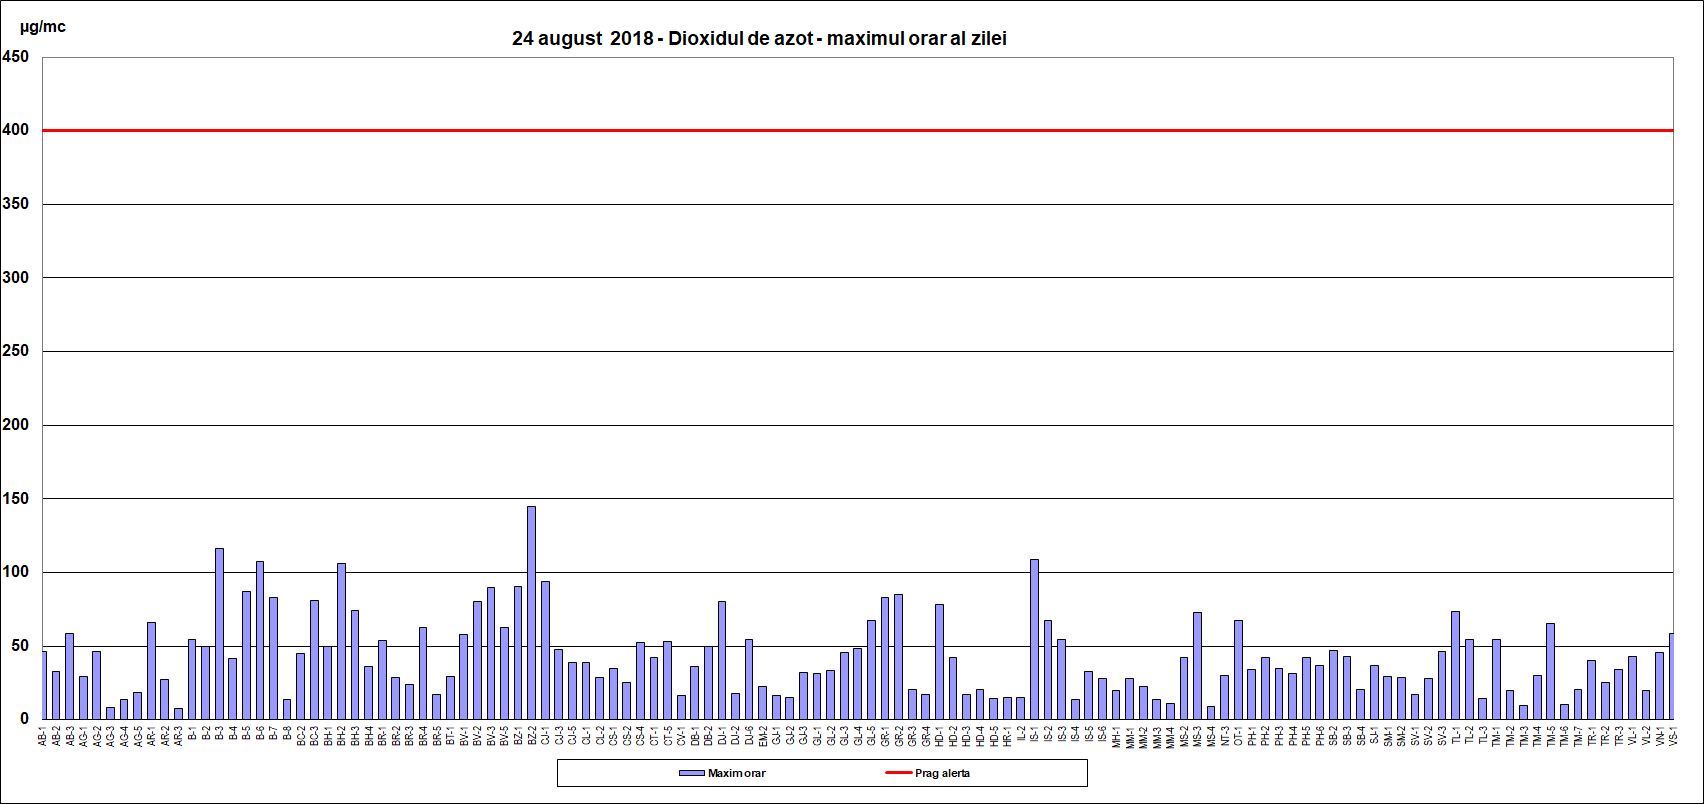 µg/mc
24 august 2018 - Dioxidul de azot - maximul orar al zilei
450
400
350
300
250
200
150
100
50
0
AB-1 AB-2 AB-3 AG-1 AG-2 AG-3 AG-4 AG-5 AR-1 AR-2 AR-3 B-1 B-2 B-3 B-4 B-5 B-6 B-7 B-8 BC-2 BC-3 BH-1 BH-2 BH-3 BH-4 BR-1 BR-2 BR-3 BR-4 BR-5 BT-1 BV-1 BV-2 BV-3 BV-5 BZ-1 BZ-2 CJ-1 CJ-3 CJ-5 CL-1 CL-2 CS-1 CS-2 CS-4 CT-1 CT-5 CV-1 DB-1 DB-2 DJ-1 DJ-2 DJ-6 EM-2 GJ-1 GJ-2 GJ-3 GL-1 GL-2 GL-3 GL-4 GL-5 GR-1 GR-2 GR-3 GR-4 HD-1 HD-2 HD-3 HD-4 HD-5 HR-1 IL-2 IS-1 IS-2 IS-3 IS-4 IS-5 IS-6 MH-1 MM-1 MM-2 MM-3 MM-4 MS-2 MS-3 MS-4 NT-3 OT-1 PH-1 PH-2 PH-3 PH-4 PH-5 PH-6 SB-2 SB-3 SB-4 SJ-1 SM-1 SM-2 SV-1 SV-2 SV-3 TL-1 TL-2 TL-3 TM-1 TM-2 TM-3 TM-4 TM-5 TM-6 TM-7 TR-1 TR-2 TR-3 VL-1 VL-2 VN-1 VS-1
Maxim orar Prag alerta